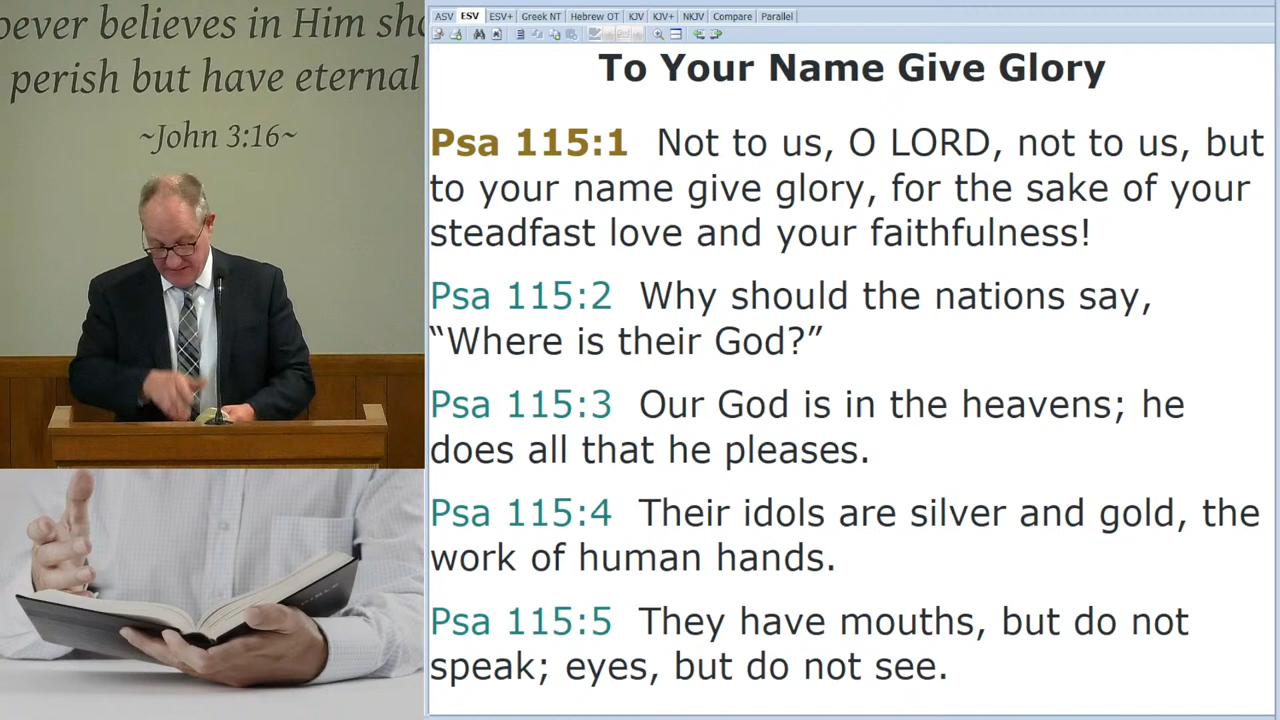 oever believes in Him sh
perish but have eternal
~John 3:16~
BIBLE
ASV ESV ESV+ Greek NT Hebrew OT KJV KJV+ NKJV Compare Parallel
To Your Name Give Glory
Psa 115:1 Not to us, O LORD, not to us, but
to your name give glory, for the sake of your
steadfast love and your faithfulness!
Psa 115:2 Why should the nations say,
“Where is their God?”
Psa 115:3 Our God is in the heavens; he
does all that he pleases.
Psa 115:4 Their idols are silver and gold, the
work of human hands.
Psa 115:5 They have mouths, but do not
speak; eyes, but do not see.